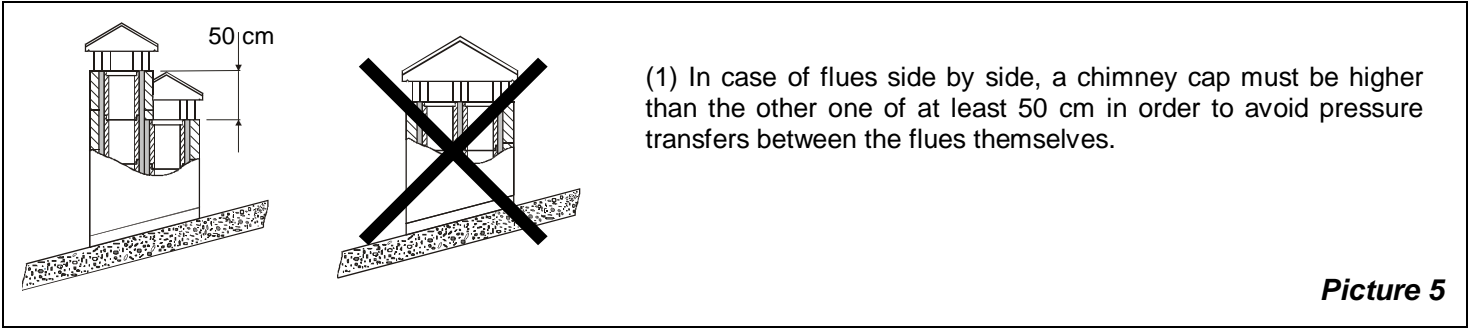 50 cm
(1) In case of flues side by side, a chimney cap must be higher
than the other one of at least 50 cm in order to avoid pressure
transfers between the flues themselves.
Picture 5